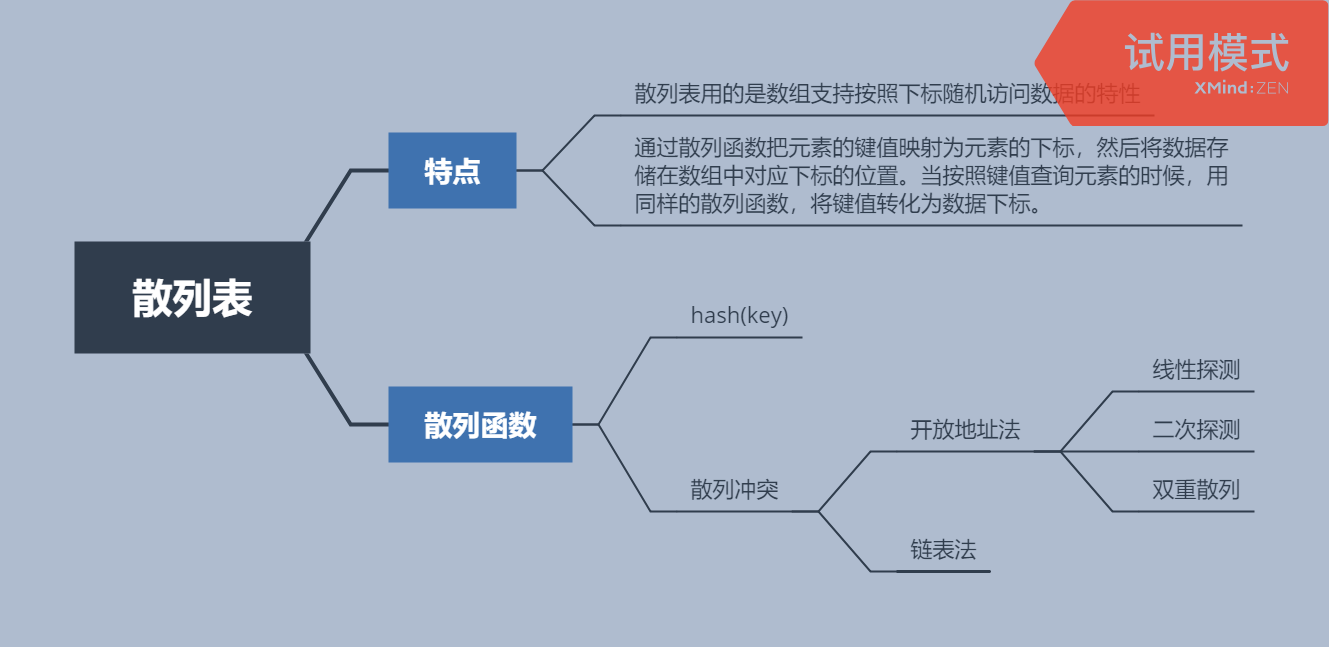 试用模式
XMind:ZEN
散列表用的是数组支持按照下标随机访问数据的特性
通过散列函数把元素的键值映射为元素的下标，然后将数据存
储在数组中对应下标的位置。当按照键值查询元素的时候，用
同样的散列函数，将键值转化为数据下标。
特点
散列表
hash(key)
散列函数
散列冲突
开放地址法
线性探测
二次探测
双重散列
链表法